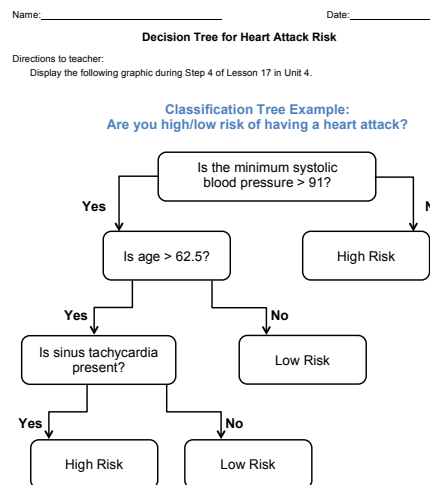 Name: Date:
Decision Tree for Heart Attack Risk
Directions to teacher:
Display the following graphic during Step 4 of Lesson 17 in Unit 4.
Classification Tree Example:
Are you high/low risk of having a heart attack?
Is the minimum systolic
blood pressure > 91?
Yes
Is age > 62.5?
High Risk
Yes
No
Is sinus tachycardia
present?
Low Risk
Yes
No
High Risk
Low Risk